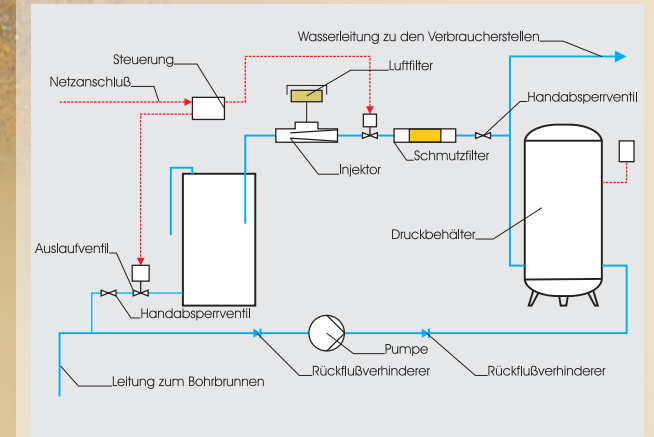 Wasserleitung zu den Verbraucherstellen
Steuerung
Luftfilter
Netzanschluß
Handabsperrventil
Injektor
Schmutzfilter
Druckbehälter
Auslaufventil
Handabsperrventil
Pumpe
Rückflußverhinderer
Rückflußverhinderer
Leitung zum Bohrbrunnen